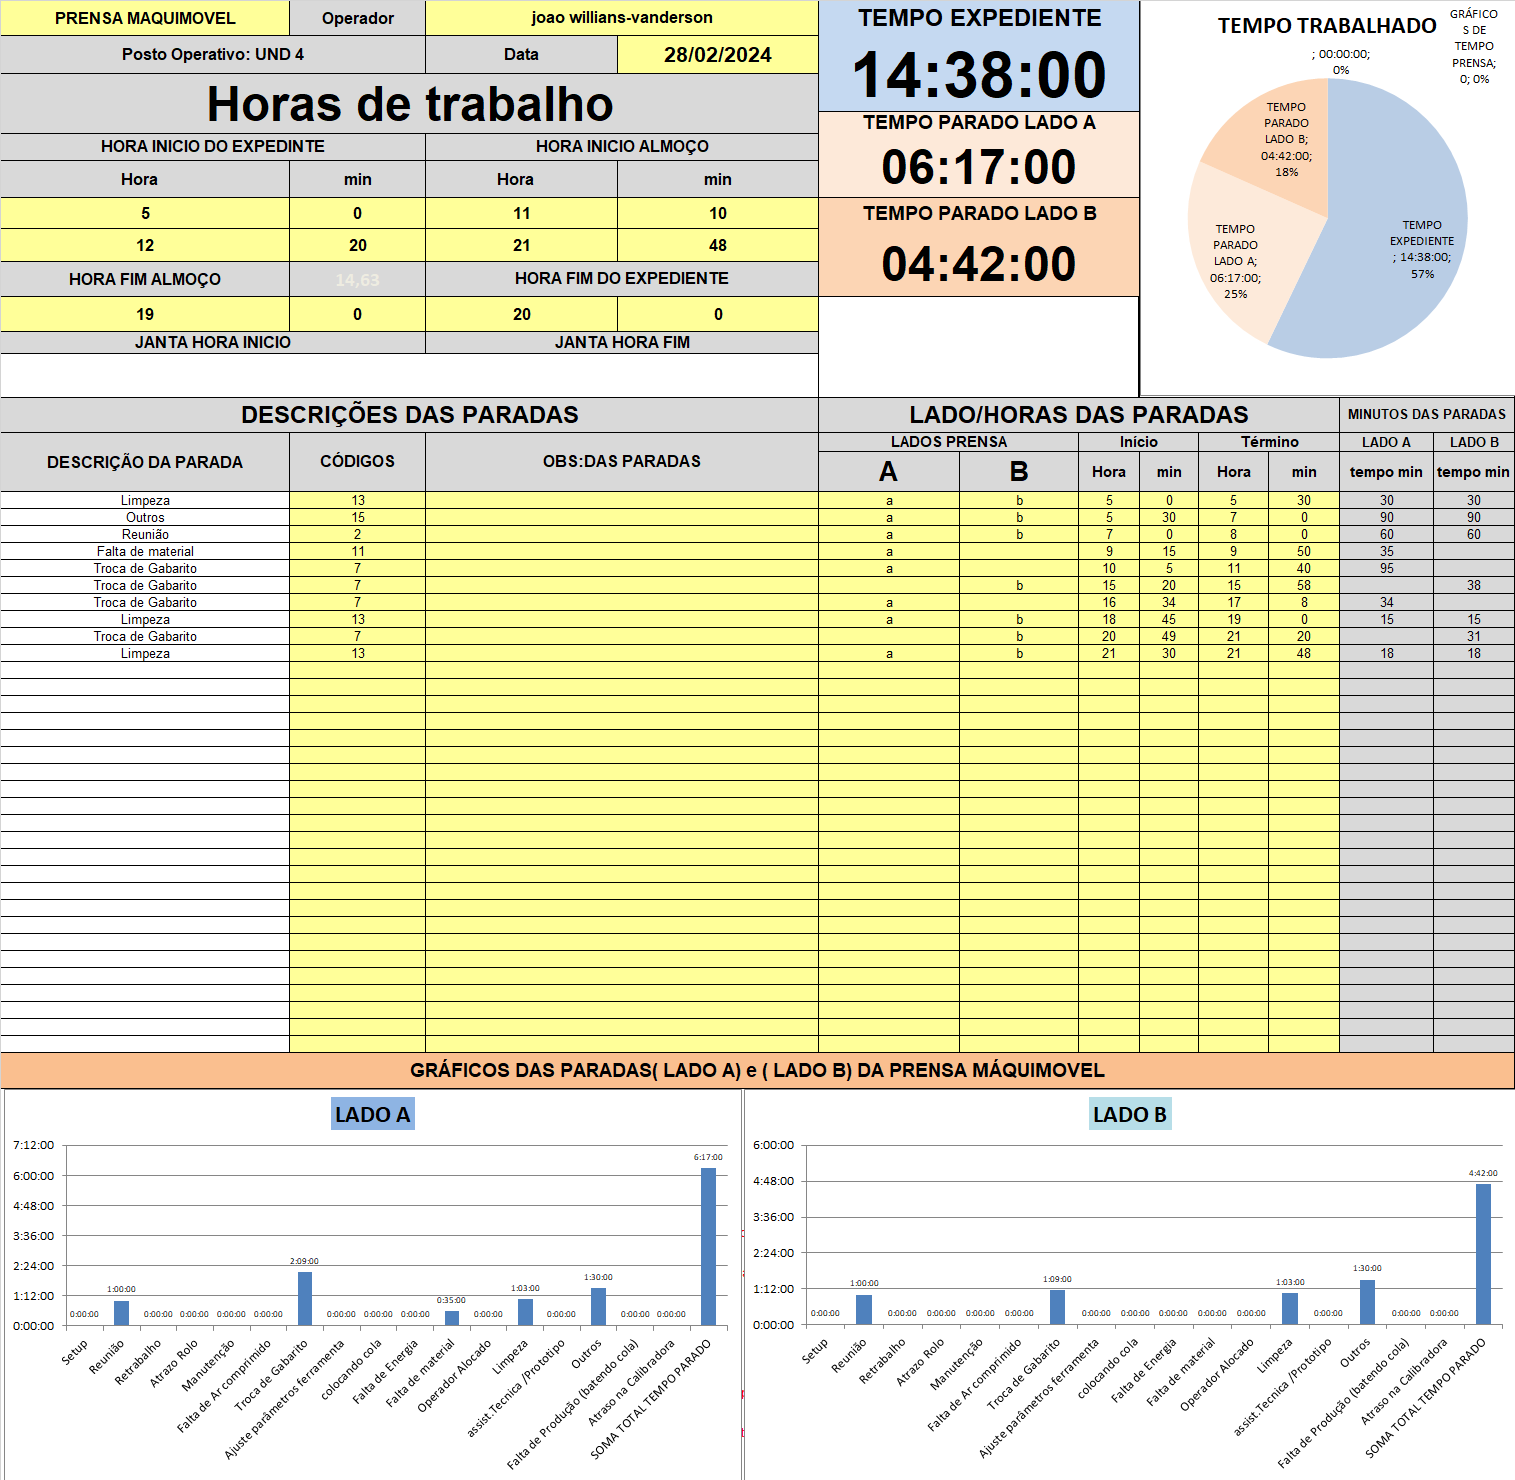 PRENSA MAQUIMOVEL Operador joao willians-vanderson
Posto Operativo: UND 4 Data 28/02/2024
Horas de trabalho
HORA INICIO DO EXPEDINTE HORA INICIO ALMOÇO
Hora min Hora min
5 0 11 10
12 20 21 48
HORA FIM ALMOÇO 14,63 HORA FIM DO EXPEDIENTE
19 0 20 0
JANTA HORA INICIO JANTA HORA FIM
TEMPO EXPEDIENTE
14:38:00
TEMPO PARADO LADO A
06:17:00
TEMPO PARADO LADO B
04:42:00
TEMPO TRABALHADO
; 00:00:00;
0%
GRÁFICO
S DE
TEMPO
PRENSA;
0; 0%
TEMPO
PARADO
LADO B;
04:42:00;
18%
TEMPO
PARADO
LADO A;
06:17:00;
25%
TEMPO
EXPEDIENTE
; 14:38:00;
57%
DESCRIÇÕES DAS PARADAS LADO/HORAS DAS PARADAS MINUTOS DAS PARADAS
DESCRIÇÃO DA PARADA CÓDIGOS OBS:DAS PARADAS LADOS PRENSA Início Término LADO A LADO B
A B Hora min Hora min tempo min tempo min
Limpeza 13 a b 5 0 5 30 30 30
Outros 15 a b 5 30 7 0 90 90
Reunião 2 a b 7 0 8 0 60 60
Falta de material 11 a 9 15 9 50 35
Troca de Gabarito 7 a 10 5 11 40 95
Troca de Gabarito 7 b 15 20 15 58 38
Troca de Gabarito 7 a 16 34 17 8 34
Limpeza 13 a b 18 45 19 0 15 15
Troca de Gabarito 7 b 20 49 21 20 31
Limpeza 13 a b 21 30 21 48 18 18
GRÁFICOS DAS PARADAS( LADO A) e ( LADO B) DA PRENSA MÁQUIMOVEL
LADO A
7:12:00
6:00:00
4:48:00
3:36:00
2:24:00
1:12:00
0:00:00
0:00:00 1:00:00 0:00:00 0:00:00 0:00:00 0:00:00 2:09:00 0:00:00 0:00:00 0:00:00 0:35:00 0:00:00 1:03:00 0:00:00 1:30:00 0:00:00 0:00:00 6:17:00
Setup
Reunião
Retrabalho
Atrazo Rolo
Manutenção
Falta de Ar comprimido
Troca de Gabarito
Ajuste parâmetros ferramenta
colocando cola
Falta de Energia
Falta de material
Operador Alocado
Limpeza
assist.Tecnica /Prototipo
Outros
Falta de Produção (batendo cola)
Atraso na Calibradora
SOMA TOTAL TEMPO PARADO
LADO B
6:00:00
4:48:00
3:36:00
2:24:00
1:12:00
0:00:00
0:00:00 1:00:00 0:00:00 0:00:00 0:00:00 0:00:00 1:09:00 0:00:00 0:00:00 0:00:00 0:00:00 0:00:00 1:03:00 0:00:00 1:30:00 0:00:00 0:00:00 4:42:00
Setup
Reunião
Retrabalho
Atrazo Rolo
Manutenção
Falta de Ar comprimido
Troca de Gabarito
Ajuste parâmetros ferramenta
colocando cola
Falta de Energia
Falta de material
Operador Alocado
Limpeza
assist.Tecnica /Prototipo
Outros
Falta de Produção (batendo cola)
Atraso na Calibradora
SOMA TOTAL TEMPO PARADO